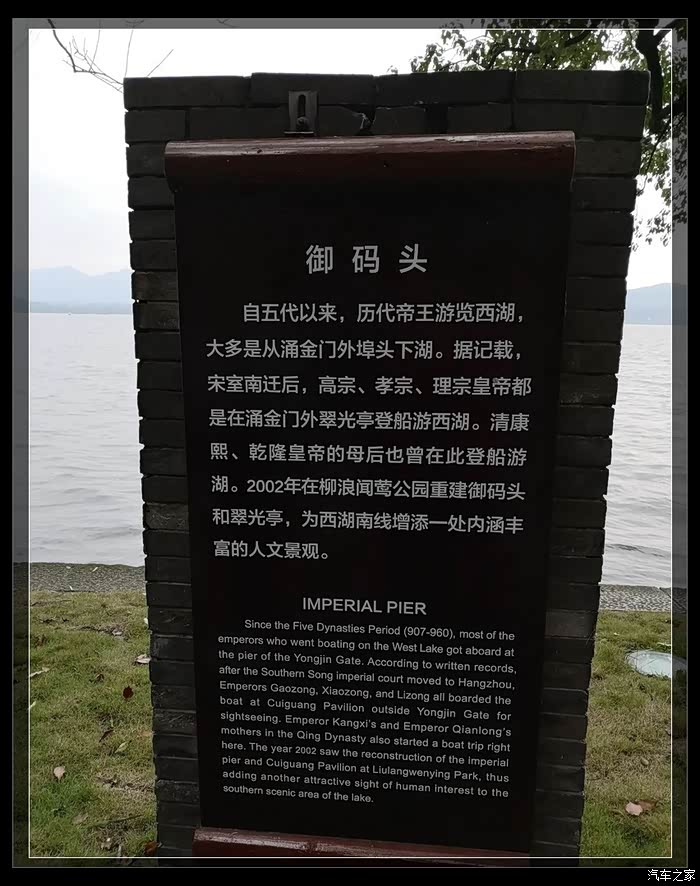 御码头
自五代以来，历代帝王游览西湖，
大多是从涌金门外埠头下湖。据记载，
宋室南迁后，高宗、孝宗、理宗皇帝都
是在涌金门外翠光亭登船游西湖。清康
熙、乾隆皇帝的母后也曾在此登船游
湖。2002年在柳浪闻莺公园重建御码头
和翠光亭，为西湖南线增添一处内涵丰
富的人文景观。
IMPERIAL PIER
Since the Five Dynasties Period (907-960), most of the
emperors who went boating on the West Lake got aboard at
the pier of the Yongjin Gate. According to written records,
after the Southern Song imperial court moved to Hangzhou,
Emperors Gaozong, Xiaozong, and Lizong all boarded the
boat at Cuiguang Pavilion outside Yongjin Gate for
sightseeing. Emperor Kangxi's and Emperor Qianlong's
mothers in the Qing Dynasty also started a boat trip right
here. The year 2002 saw the reconstruction of the imperial
pier and Cuiguang Pavilion at Liulangwenying Park, thus
adding another attractive sight of human interest to the
southern scenic area of the lake.
汽车之家